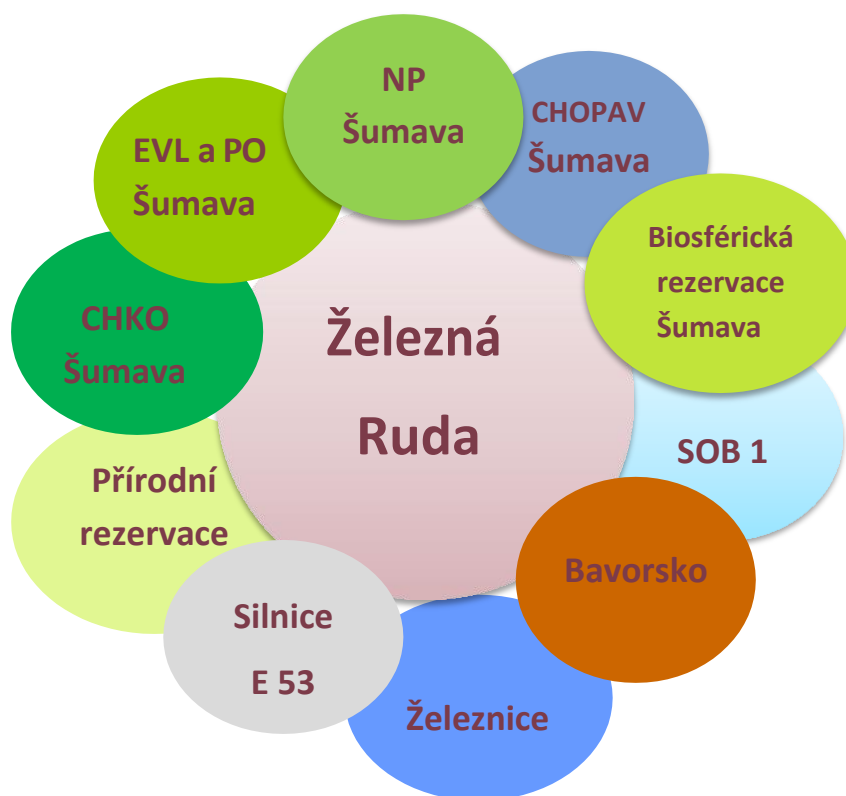 NP
Šumava
CHOPAV
Šumava
EVL a PO
Šumava
Biosférická
rezervace
Šumava
CHKO
Šumava
Železná
Ruda
SOB 1
Přírodní
rezervace
Bavorsko
Silnice
E 53
Železnice